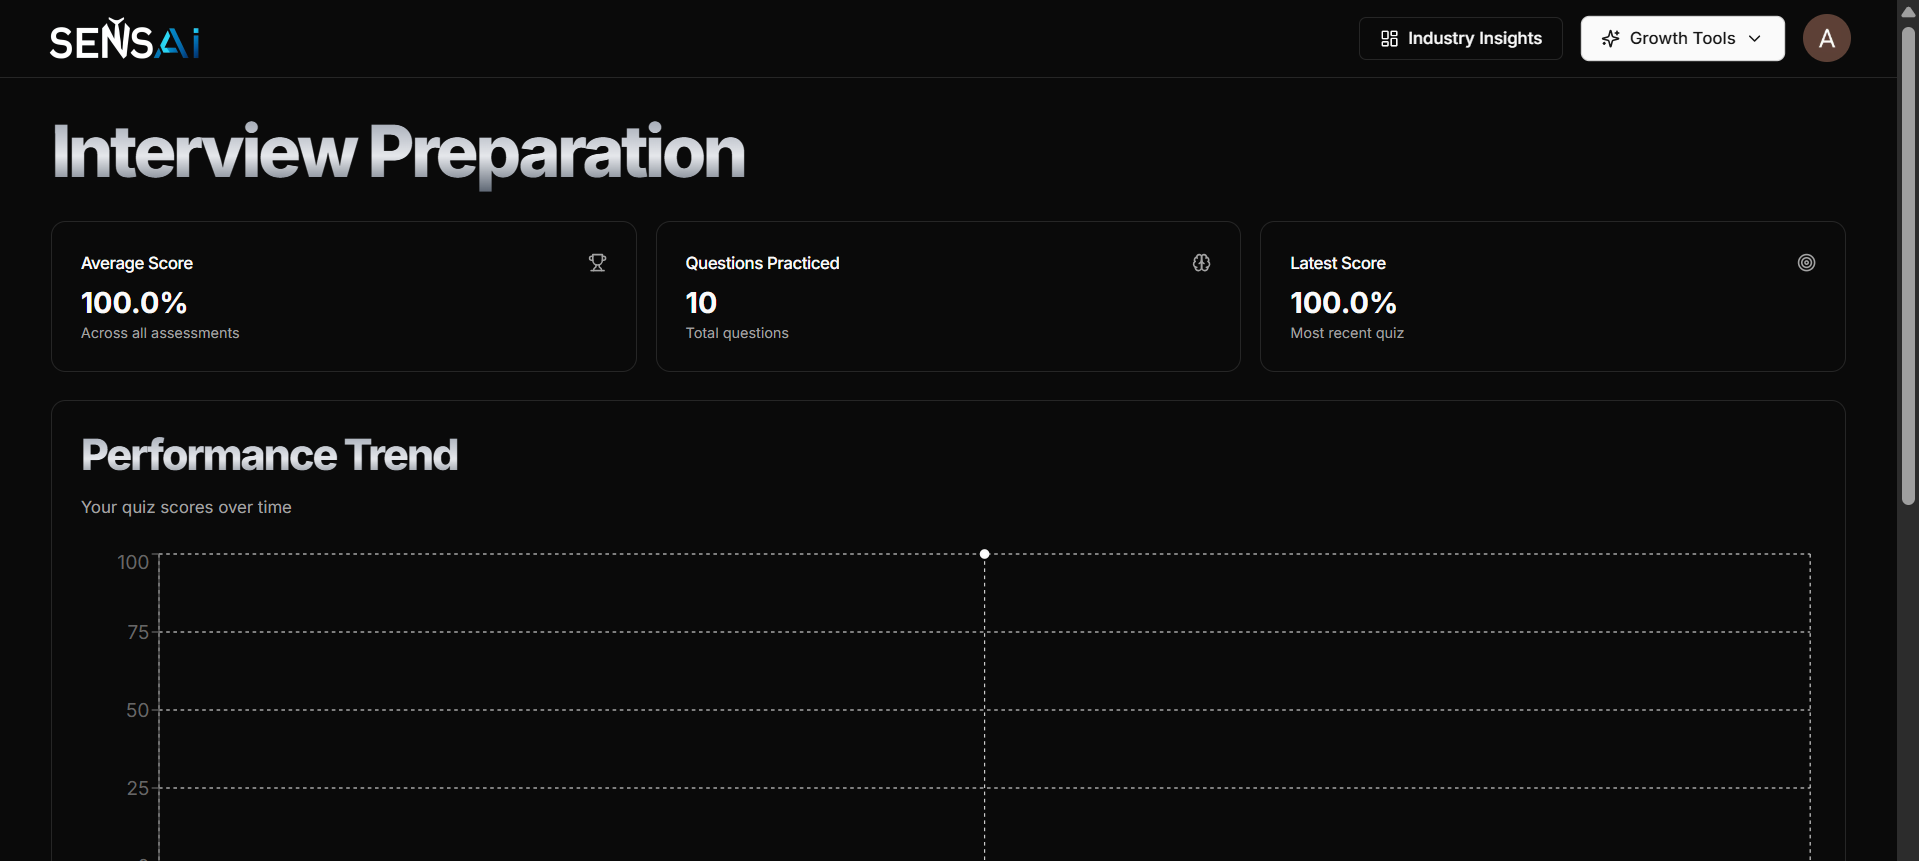 SENSAi
Industry Insights
Growth Tools
A
Interview Preparation
Average Score
100.0%
Across all assessments
Questions Practiced
10
Total questions
Latest Score
100.0%
Most recent quiz
Performance Trend
Your quiz scores over time
100
75
50
25